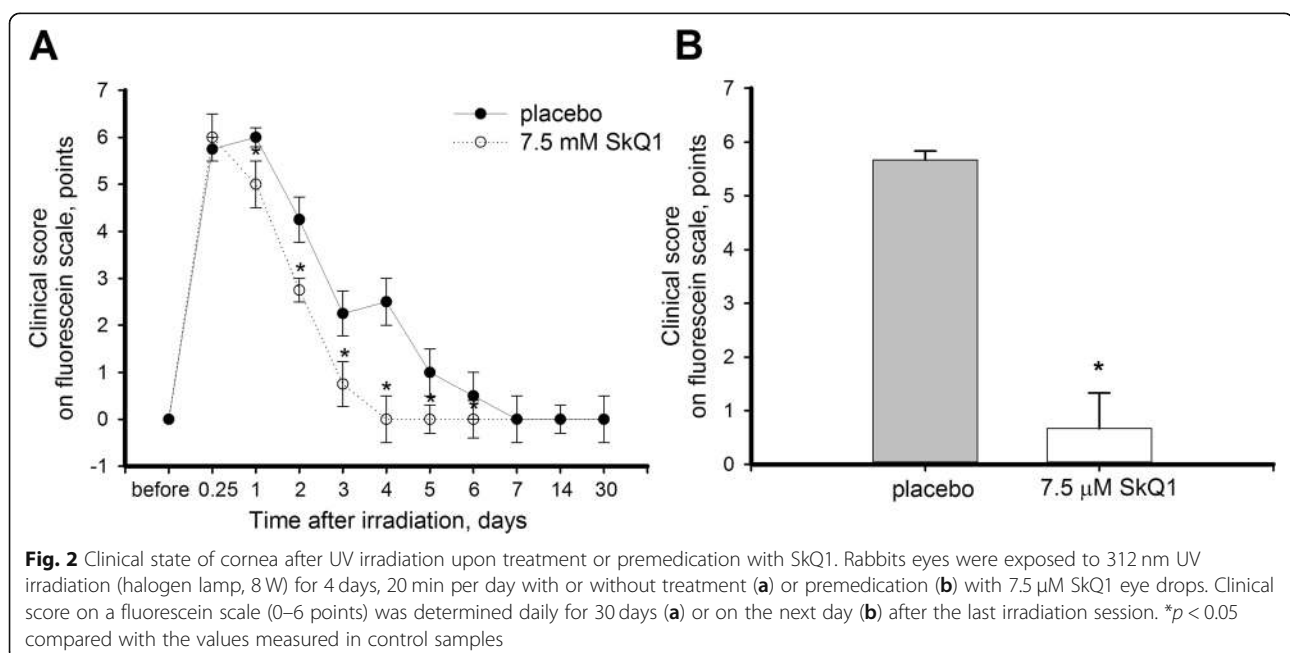 A
Clinical score
on fluorescein scale, points
7
6
5
4
3
2
1
0
-1
placebo
7.5 mM SkQ1
*
*
*
*
*
*
before 0.25 1 2 3 4 5 6 7 14 30
Time after irradiation, days
B
Clinical score
on fluorescein scale, points
7
6
5
4
3
2
1
0
*
placebo 7.5 μM SkQ1
Fig. 2 Clinical state of cornea after UV irradiation upon treatment or premedication with SkQ1. Rabbits eyes were exposed to 312 nm UV
irradiation (halogen lamp, 8 W) for 4 days, 20 min per day with or without treatment (a) or premedication (b) with 7.5 μM SkQ1 eye drops. Clinical
score on a fluorescein scale (0–6 points) was determined daily for 30 days (a) or on the next day (b) after the last irradiation session. *p < 0.05
compared with the values measured in control samples